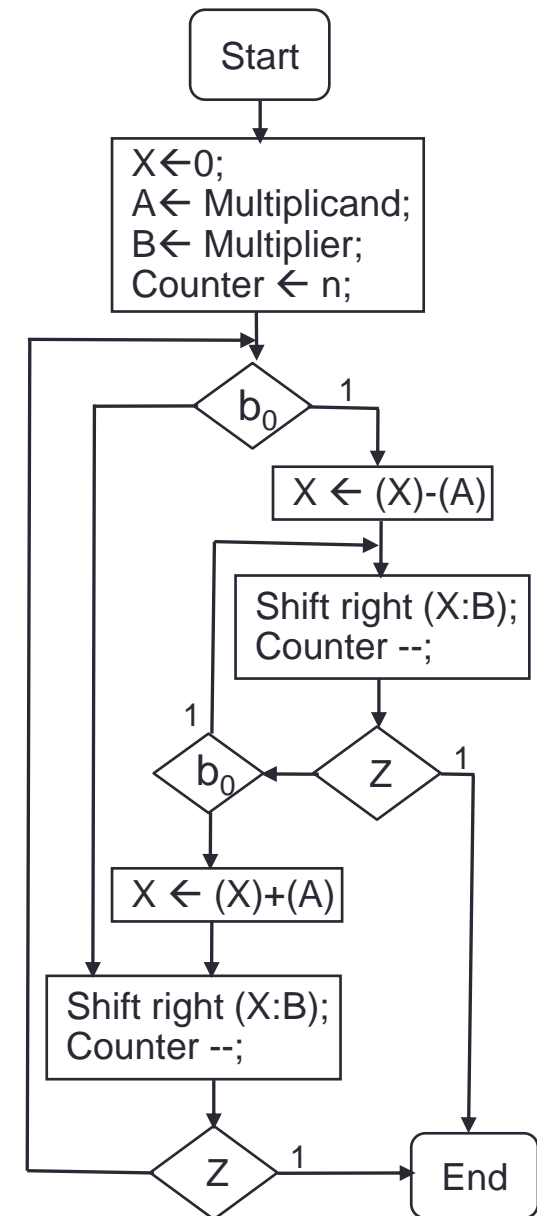 Start
X←0;
A← Multiplicand;
B← Multiplier;
Counter ← n;
b₀
1
X ← (X)-(A)
Shift right (X:B);
Counter --;
1
b₀
Z
1
X ← (X)+(A)
Shift right (X:B);
Counter --;
Z
1
End